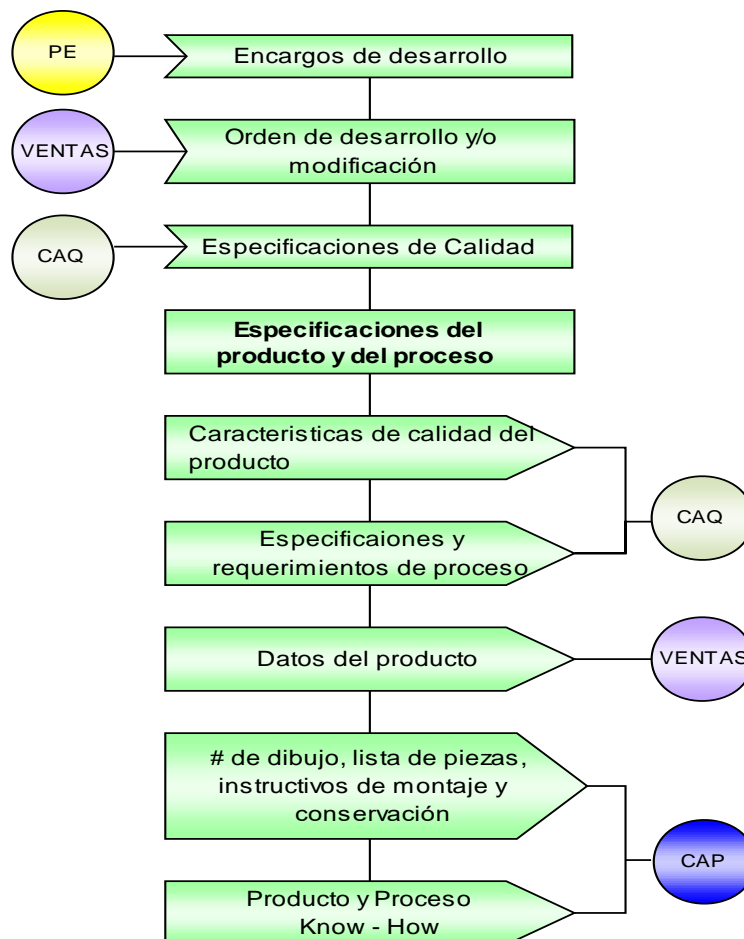 PE
Encargos de desarrollo
VENTAS
Orden de desarrollo y/o
modificación
CAQ
Especificaciones de Calidad
Especificaciones del
producto y del proceso
Caracteristicas de calidad del
producto
CAQ
Especificaiones y
requerimientos de proceso
Datos del producto
VENTAS
# de dibujo, lista de piezas,
instructivos de montaje y
conservación
CAP
Producto y Proceso
Know - How